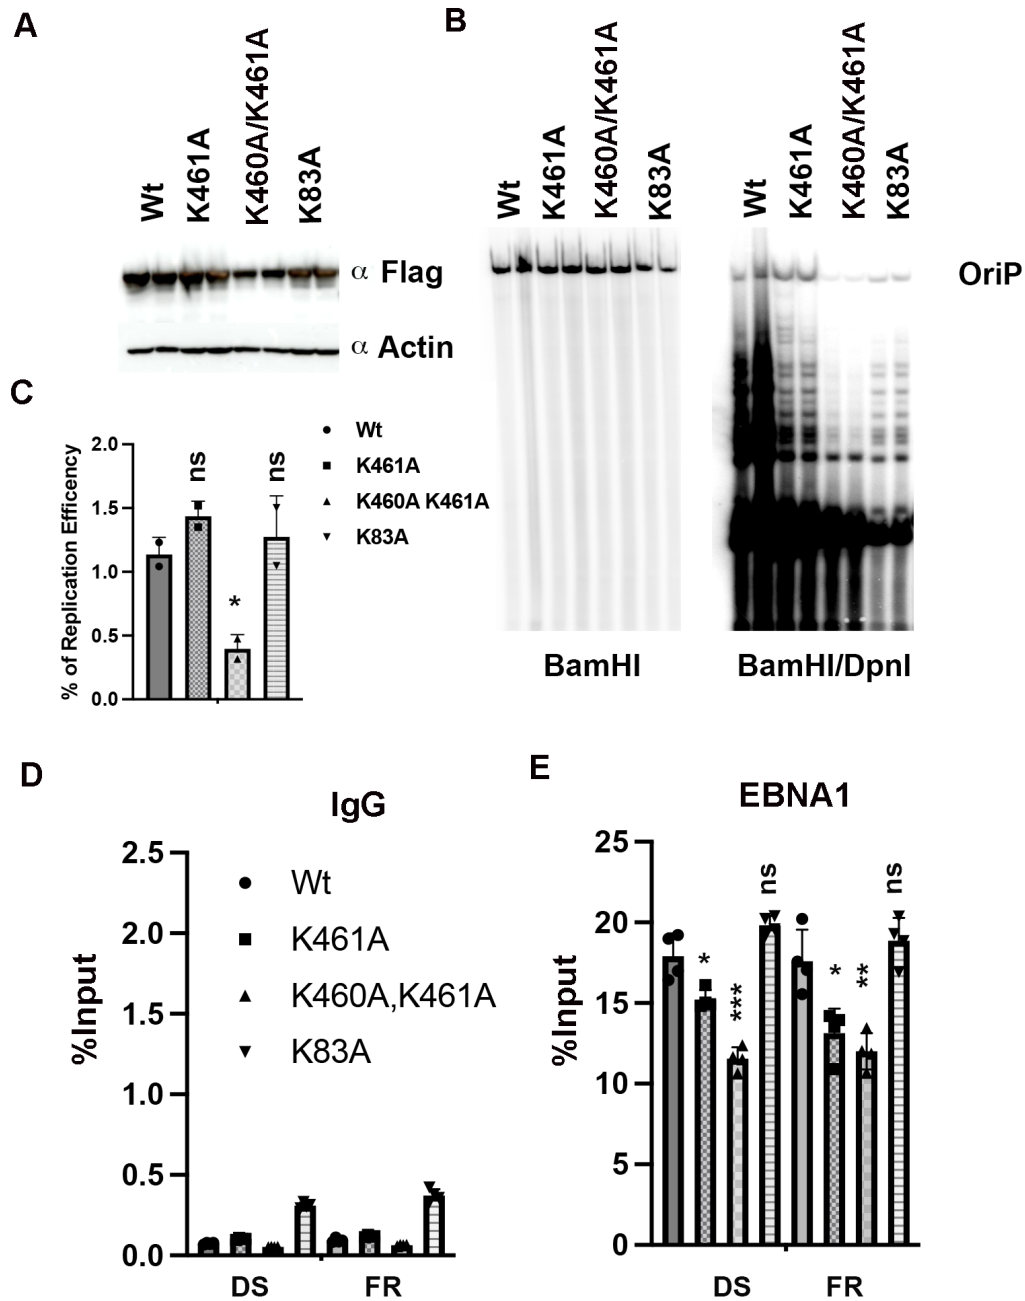 A
Wt
K461A
K460A/K461A
K83A
α Flag
α Actin
B
Wt
K461A
K460A/K461A
K83A
Wt
K461A
K460A/K461A
K83A
OriP
BamHI
BamHI/DpnI
C
% of Replication Efficency
2.0
1.5
1.0
0.5
0.0
ns
*
ns
Wt
K461A
K460A K461A
K83A
D
IgG
%Input
2.5
2.0
1.5
1.0
0.5
0.0
Wt
K461A
K460A,K461A
K83A
DS
FR
E
EBNA1
%Input
25
20
15
10
5
0
*
***
ns
*
**
ns
DS
FR